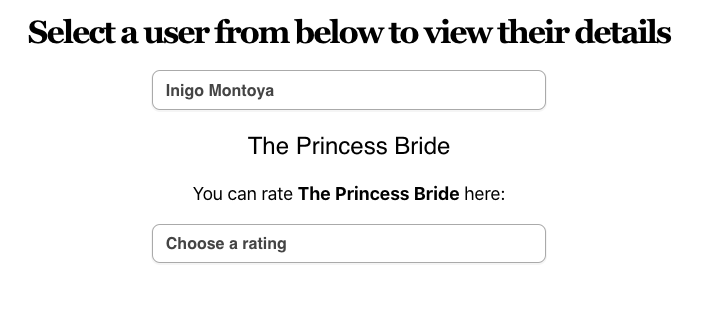 Select a user from below to view their details
Inigo Montoya
The Princess Bride
You can rate The Princess Bride here:
Choose a rating